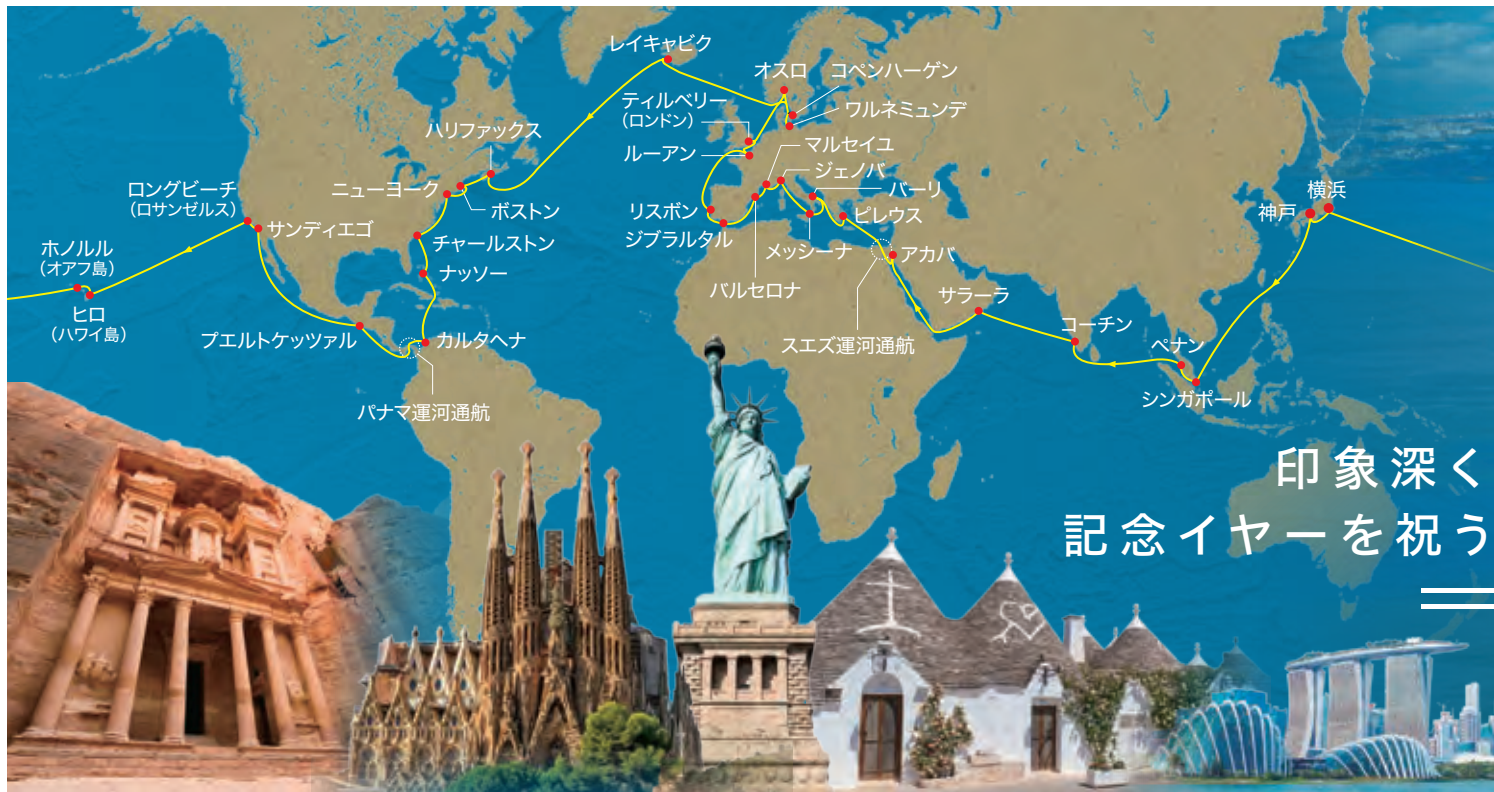 レイキャビク
オスロ
コペンハーゲン
ティルベリー
(ロンドン)
ワルネミュンデ
ハリファックス
ルーアン
マルセイユ
ジェノバ
ロングビーチ
(ロサンゼルス)
ニューヨーク
バーリ
横浜
ボストン
リスボン
ピレウス
神戸
サンディエゴ
チャールストン
ジブラルタル
メッシーナ
アカバ
ホノルル
(オアフ島)
ナッソー
バルセロナ
サラーラ
ヒロ
(ハワイ島)
プエルトケッツァル
カルタヘナ
スエズ運河通航
コーチン
ペナン
パナマ運河通航
シンガポール
印象深く
記念イヤーを祝う